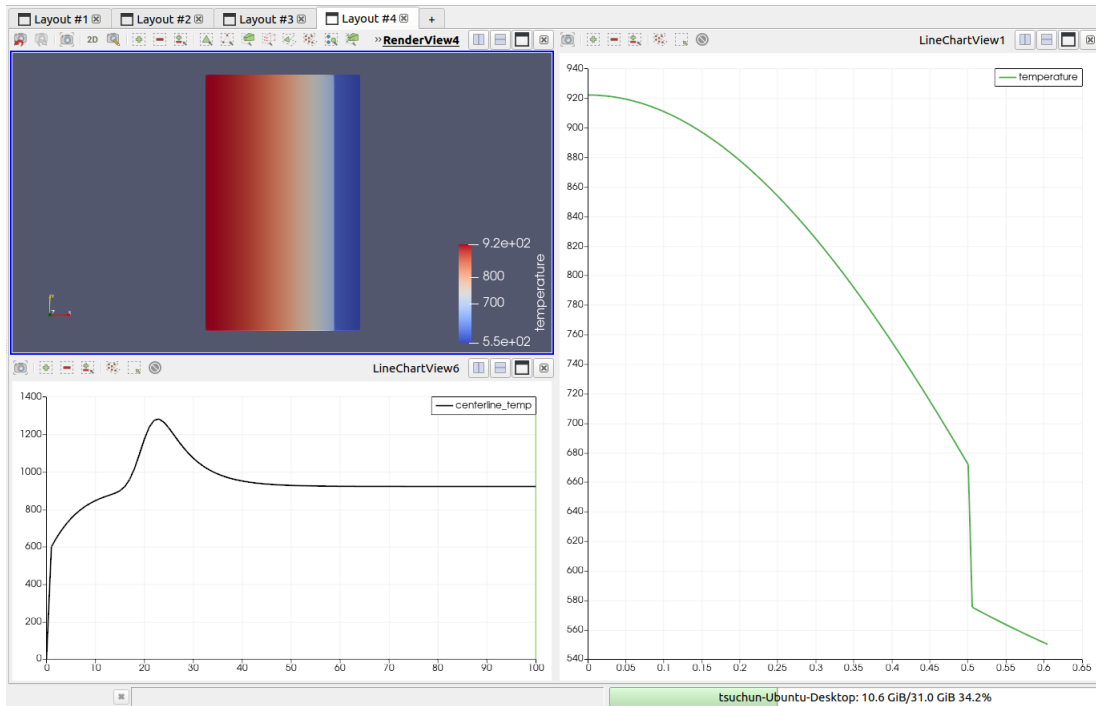 Layout #1 Layout #2 Layout #3 Layout #4 +
2D » RenderView4
9.2e+02
800
700
5.5e+02
temperature
LineChartView6
centerline_temp
1400
1200
1000
800
600
400
200
0
0 10 20 30 40 50 60 70 80 90 100
LineChartView1
temperature
940
920
900
880
860
840
820
800
780
760
740
720
700
680
660
640
620
600
580
560
540
0 0.05 0.1 0.15 0.2 0.25 0.3 0.35 0.4 0.45 0.5 0.55 0.6 0.65
tsuchun-Ubuntu-Desktop: 10.6 GiB/31.0 GiB 34.2%